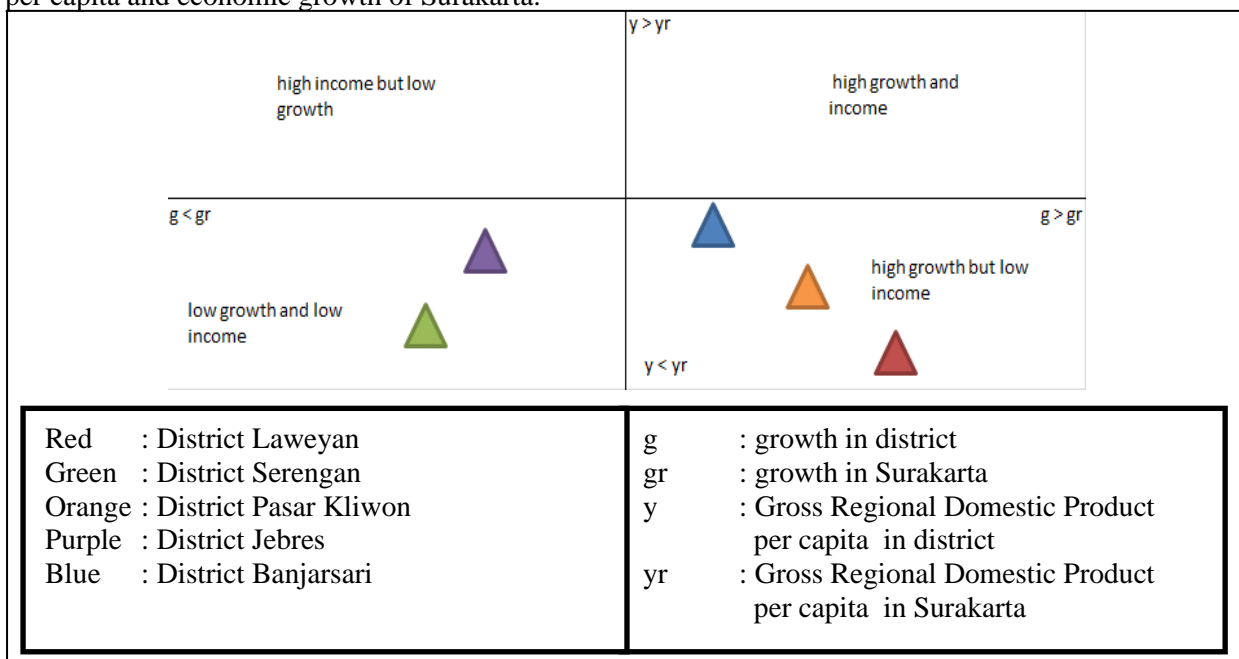 per capita and economic growth of Surakarta.
y > yr
high income but low
growth
high growth and
income
g < gr
g > gr
high growth but low
income
low growth and low
income
y < yr
Red : District Laweyan
Green : District Serengan
Orange : District Pasar Kliwon
Purple : District Jebres
Blue : District Banjarsari
g : growth in district
gr : growth in Surakarta
y : Gross Regional Domestic Product
per capita in district
yr : Gross Regional Domestic Product
per capita in Surakarta